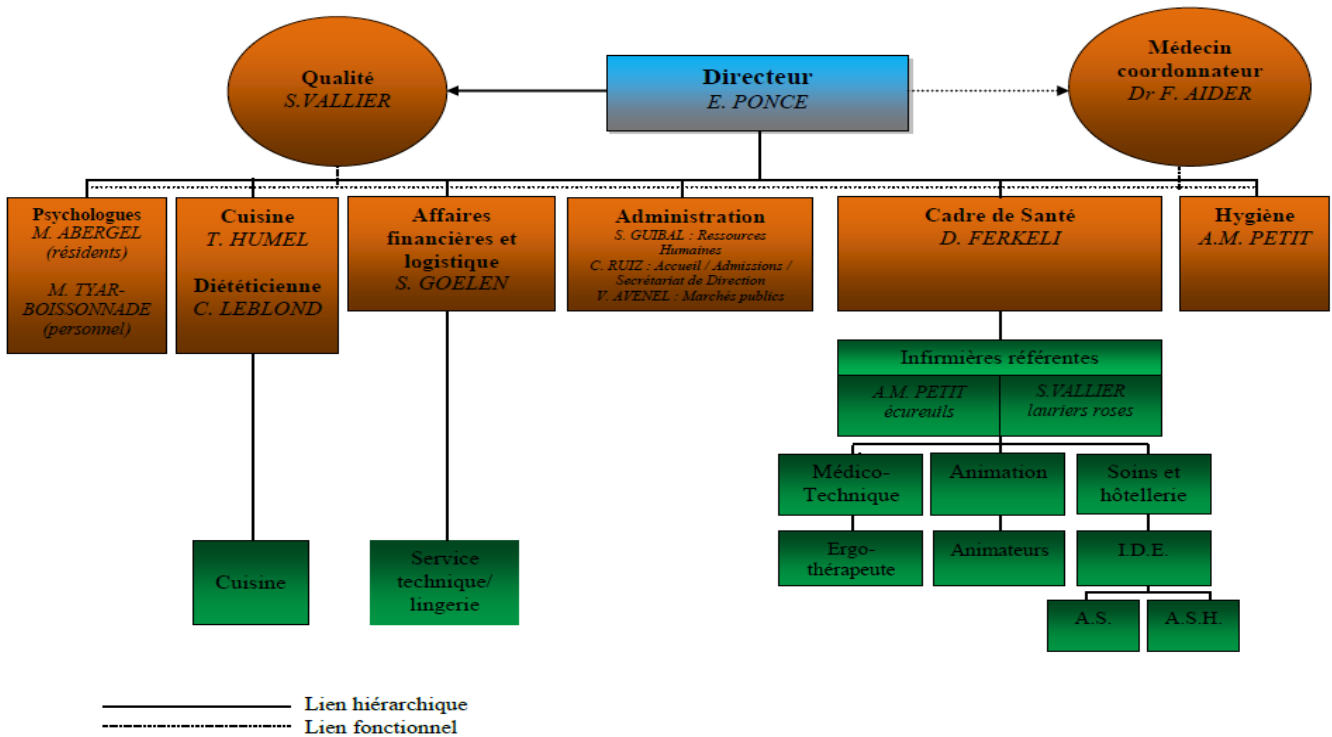 Qualité
S.VALLIER
Directeur
E. PONCE
Médecin
coordonnateur
Dr F. AIDER
Psychologues
M. ABERGEL
(résidents)
M. TYAR-
BOISSONNADE
(personnel)
Cuisine
T. HUMEL
Diététicienne
C. LEBLOND
Affaires
financières et
logistique
S. GOELEN
Administration
S. GUIBAL : Ressources
Humaines
C. RUIZ : Accueil / Admissions /
Secrétariat de Direction
V. AVENEL : Marchés publics
Cadre de Santé
D. FERKELI
Hygiène
A.M. PETIT
Infirmières référentes
A.M. PETIT
écureuils
S.VALLIER
lauriers roses
Médico-
Technique
Animation
Soins et
hôtellerie
Ergo-
thérapeute
Animateurs
I.D.E.
Cuisine
Service
technique/
lingerie
A.S.
A.S.H.
Lien hiérarchique
Lien fonctionnel